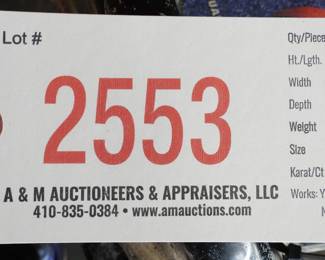 Lot #
2553
A & M AUCTIONEERS & APPRAISERS, LLC
410-835-0384 • www.amauctions.com
Qty/Piece
Ht./Lgth.
Width
Depth
Weight
Size
Karat/Ct
Works: Y
N